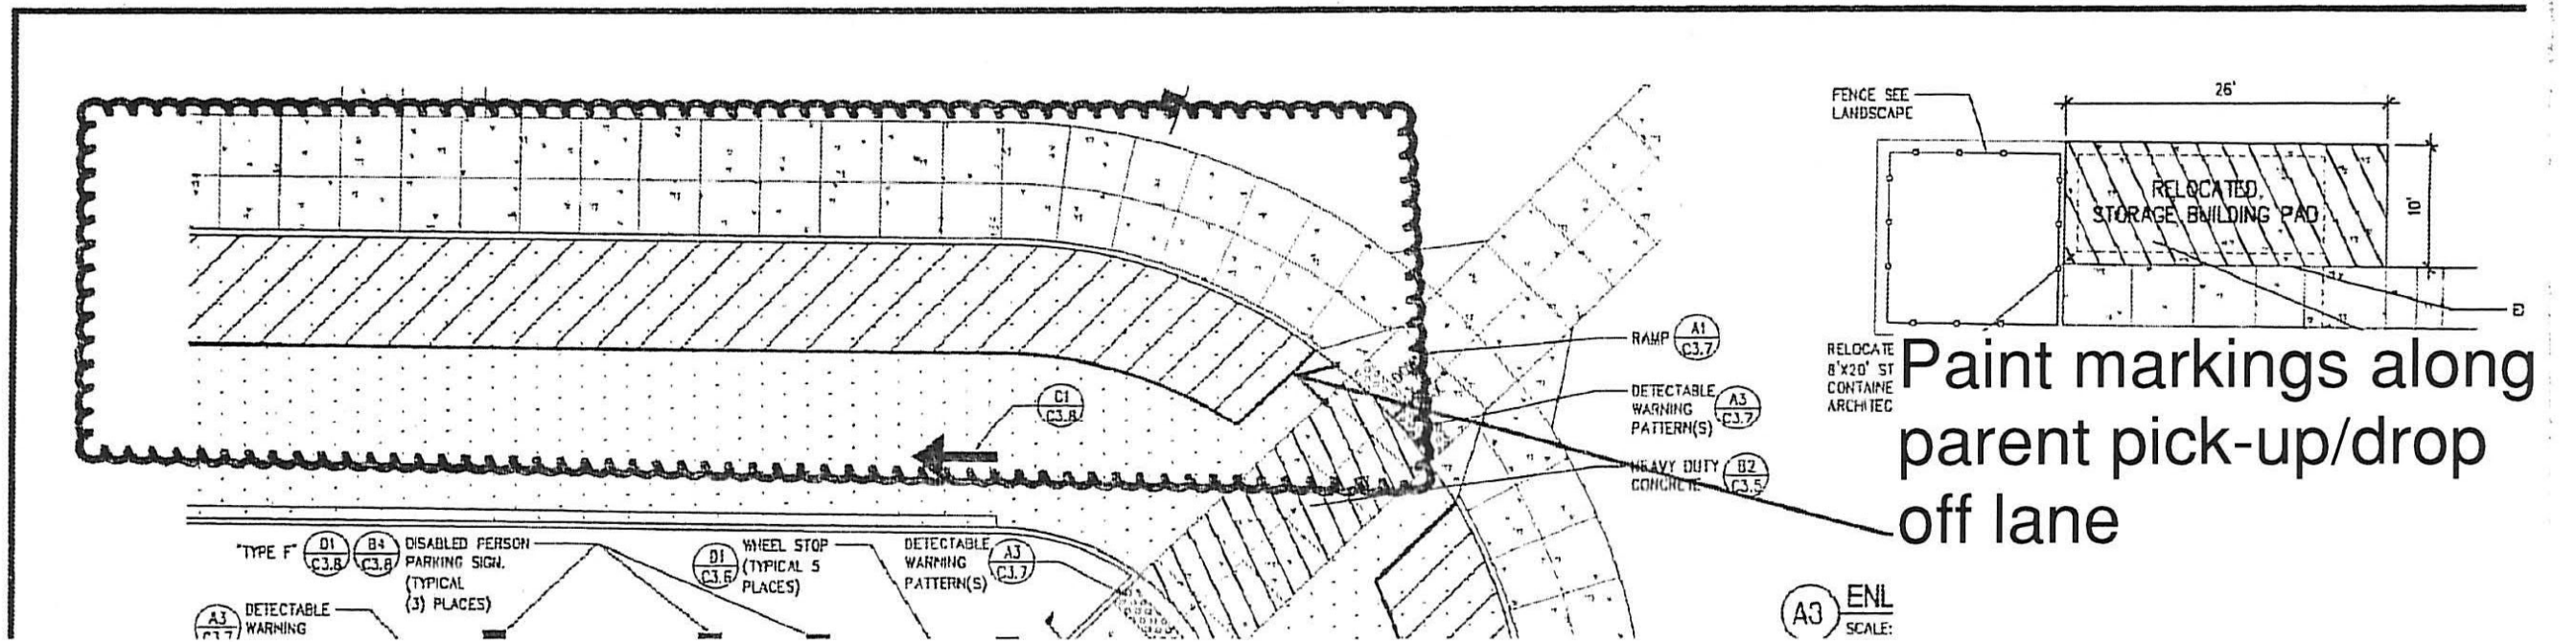 FENCE SEE
LANDSCAPE
26'
RELOCATED
STORAGE BUILDING PAD
10'
RAMP
A1
C3.7
DETECTABLE
WARNING
PATTERN(S)
A3
C3.7
HEAVY DUTY
CONCRETE
B2
C3.5
C1
C3.8
RELOCATE
8'X20' ST
CONTAINE
ARCHITEC
Paint markings along
parent pick-up/drop
off lane
"TYPE F"
D1
C3.8
B4
C3.8
DISABLED PERSON
PARKING SIGN.
(TYPICAL
(3) PLACES)
D1
C3.6
WHEEL STOP
(TYPICAL 5
PLACES)
DETECTABLE
WARNING
PATTERN(S)
A3
C3.7
A3
C3.7
DETECTABLE
WARNING
A3
ENL
SCALE: